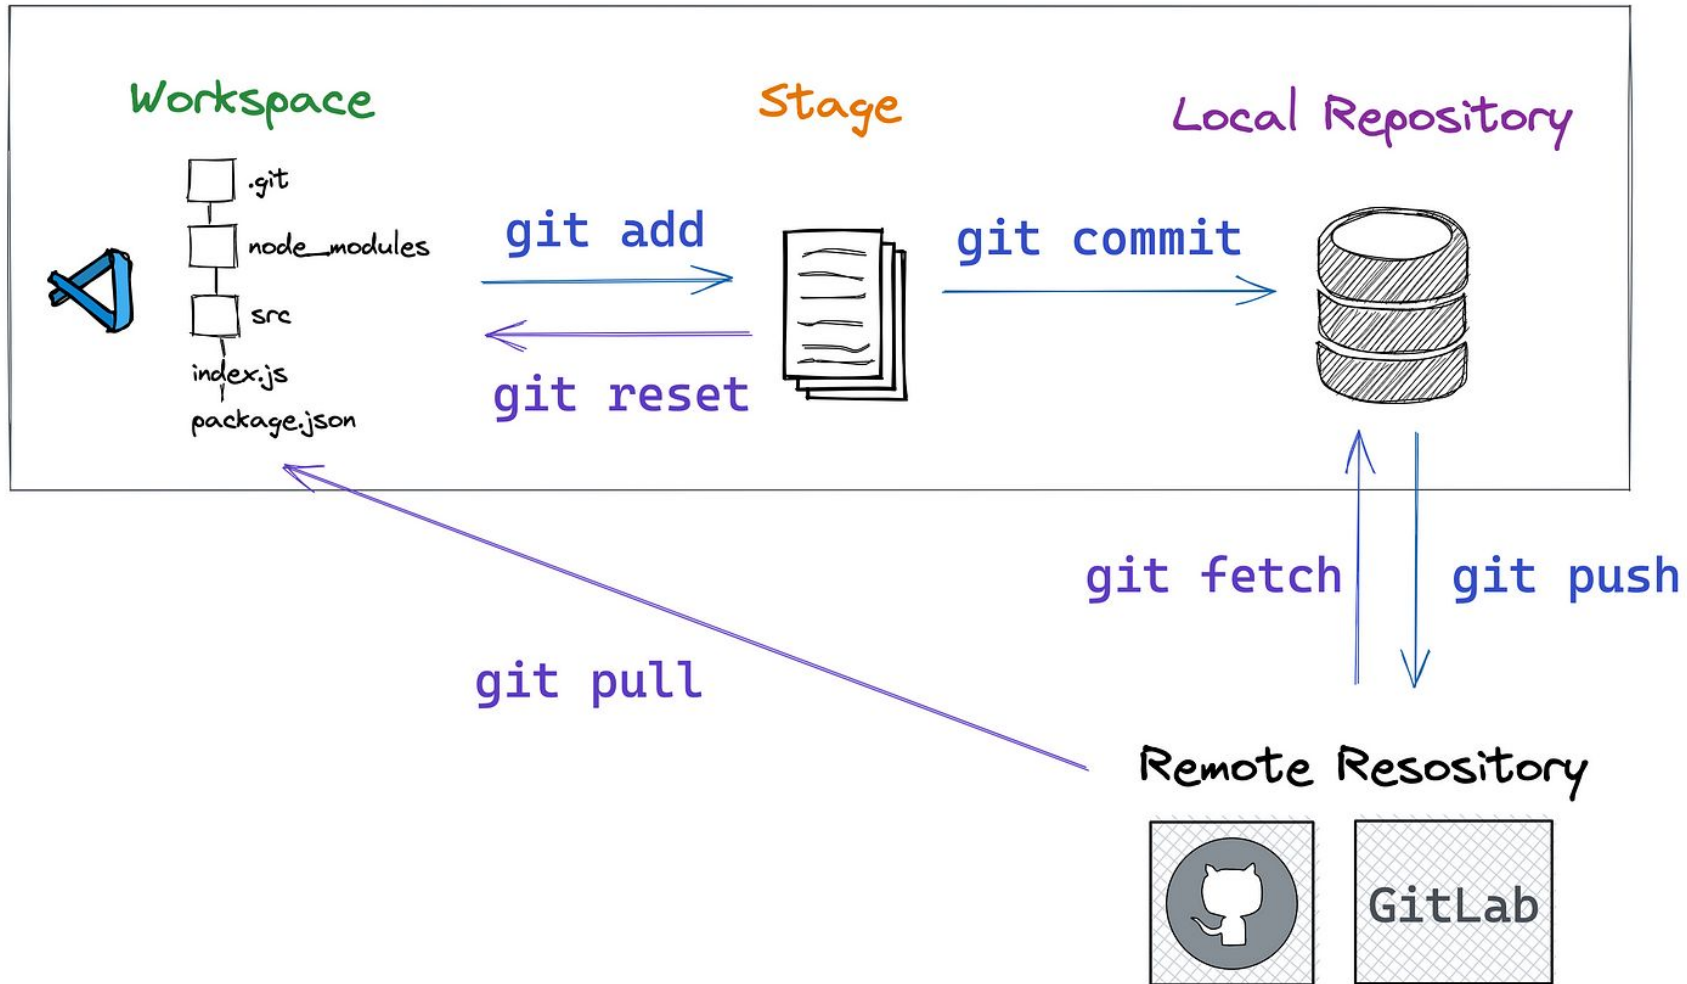 Workspace
Stage
Local Repository
.git
node_modules
src
index.js
package.json
git add
git commit
git reset
git fetch
git push
git pull
Remote Resository
GitLab